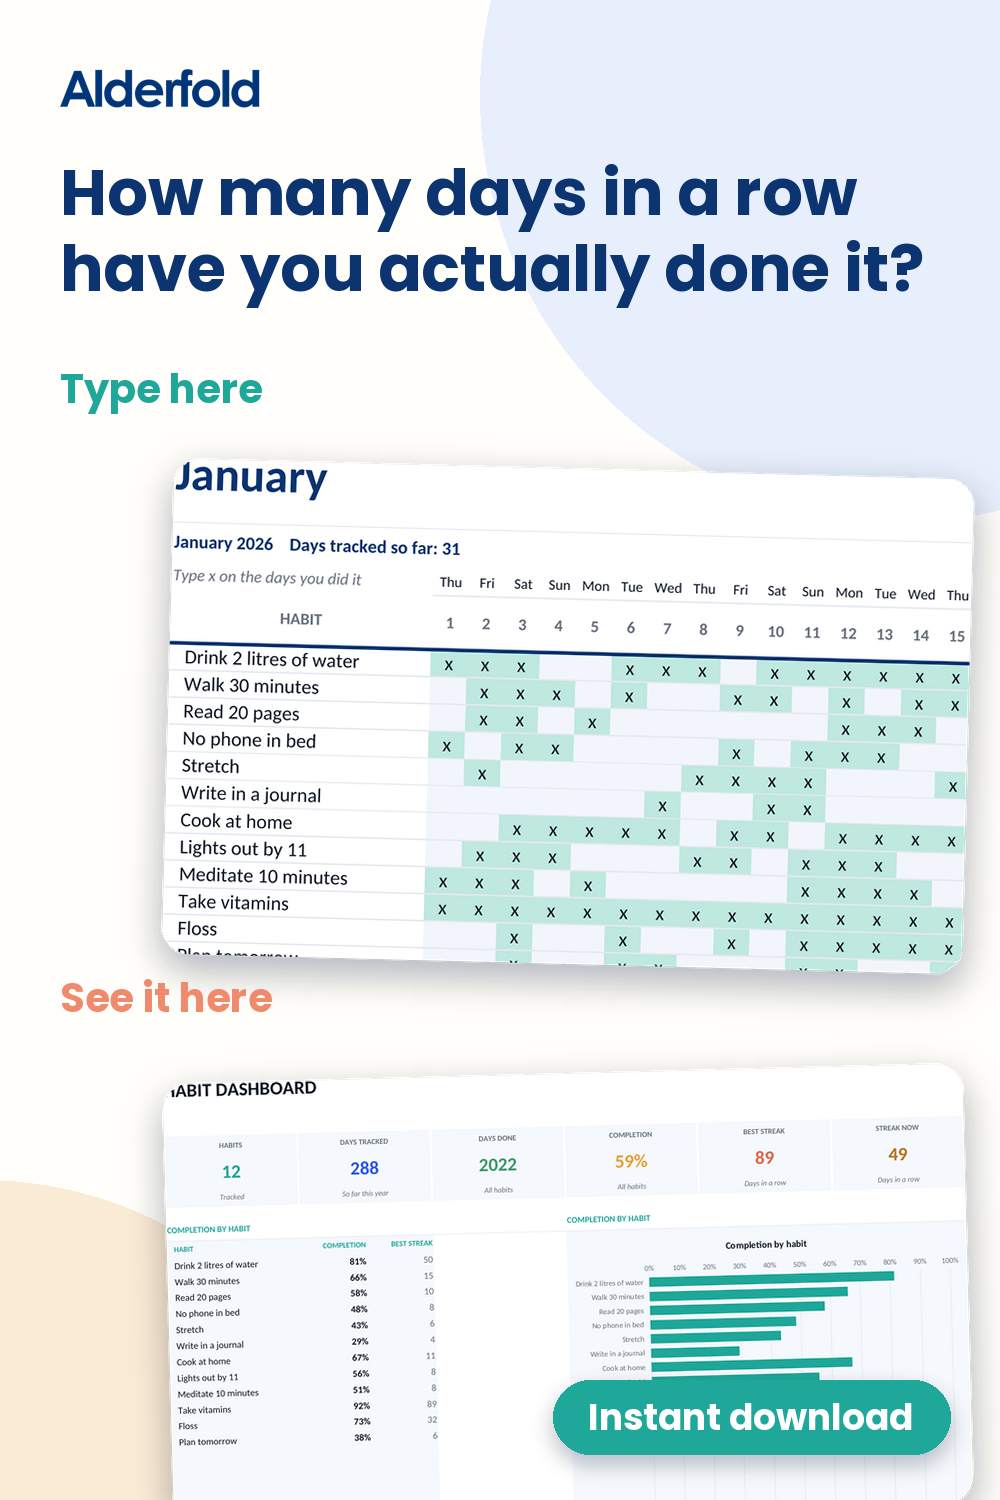 Alderfold
How many days in a row
have you actually done it?
Type here
January
January 2026 Days tracked so far: 31
Type x on the days you did it Thu Fri Sat Sun Mon Tue Wed Thu Fri Sat Sun Mon Tue Wed Thu
HABIT 1 2 3 4 5 6 7 8 9 10 11 12 13 14 15
Drink 2 litres of water x x x x x x x x x x x x
Walk 30 minutes x x x x x x x x x
Read 20 pages x x x x x x
No phone in bed x x x x x x x
Stretch x x x x x x
Write in a journal x x x
Cook at home x x x x x x x x x x x
Lights out by 11 x x x x x x x x
Meditate 10 minutes x x x x x x x x
Take vitamins x x x x x x x x x x x x x x x
Floss x x x x x x x x
Plan tomorrow x x x x x
See it here
HABIT DASHBOARD
HABITS DAYS TRACKED DAYS DONE COMPLETION BEST STREAK STREAK NOW
12 288 2022 59% 89 49
Tracked So far this year All habits All habits Days in a row Days in a row
COMPLETION BY HABIT
HABIT COMPLETION BEST STREAK
Drink 2 litres of water 81% 50
Walk 30 minutes 66% 15
Read 20 pages 58% 10
No phone in bed 48% 8
Stretch 43% 6
Write in a journal 29% 4
Cook at home 67% 11
Lights out by 11 56% 8
Meditate 10 minutes 51% 8
Take vitamins 92% 89
Floss 73% 32
Plan tomorrow 38% 6
COMPLETION BY HABIT
Completion by habit
0% 10% 20% 30% 40% 50% 60% 70% 80% 90% 100%
Drink 2 litres of water
Walk 30 minutes
Read 20 pages
No phone in bed
Stretch
Write in a journal
Cook at home
Instant download